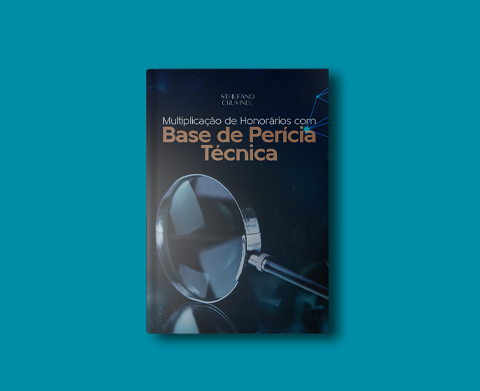 STHEFANO
CRUVINEL
Multiplicação de Honorários com
Base de Perícia
Técnica